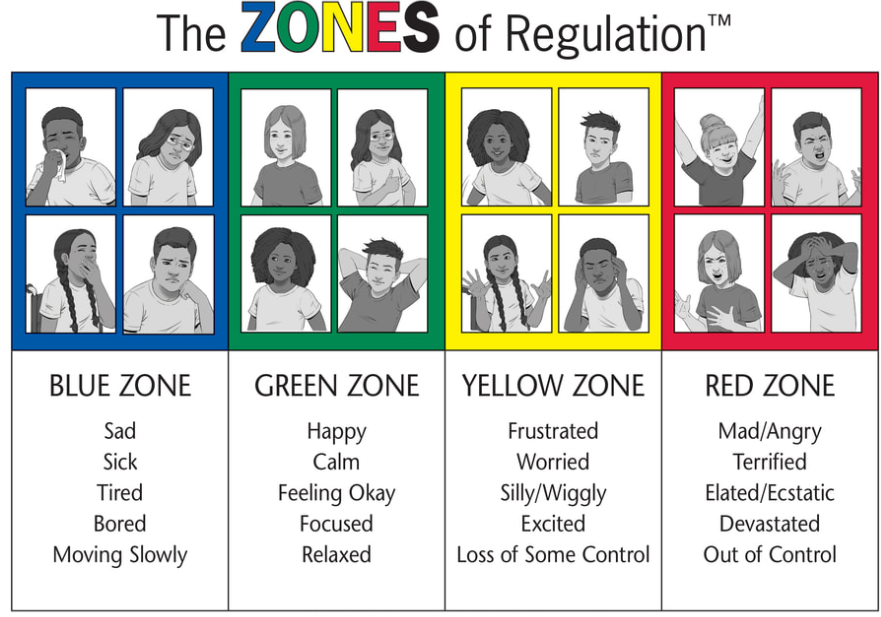 The ZONES of Regulation™
BLUE ZONE
Sad
Sick
Tired
Bored
Moving Slowly
GREEN ZONE
Happy
Calm
Feeling Okay
Focused
Relaxed
YELLOW ZONE
Frustrated
Worried
Silly/Wiggly
Excited
Loss of Some Control
RED ZONE
Mad/Angry
Terrified
Elated/Ecstatic
Devastated
Out of Control